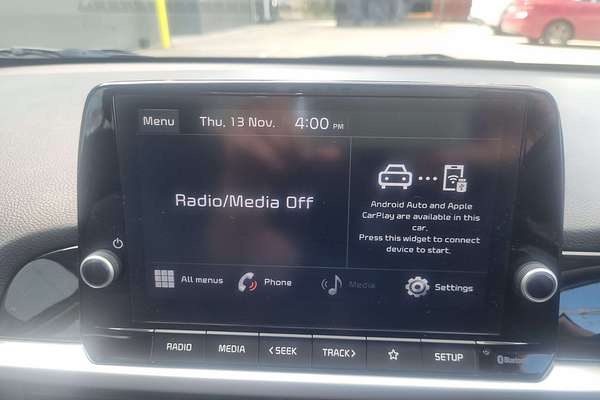 Menu Thu. 13 Nov. 4:00 PM
Radio/Media Off
Android Auto and Apple
CarPlay are available in this
car.
Press this widget to connect
device to start.
All menus Phone Media Settings
RADIO MEDIA <SEEK TRACK> SETUP Bluetooth